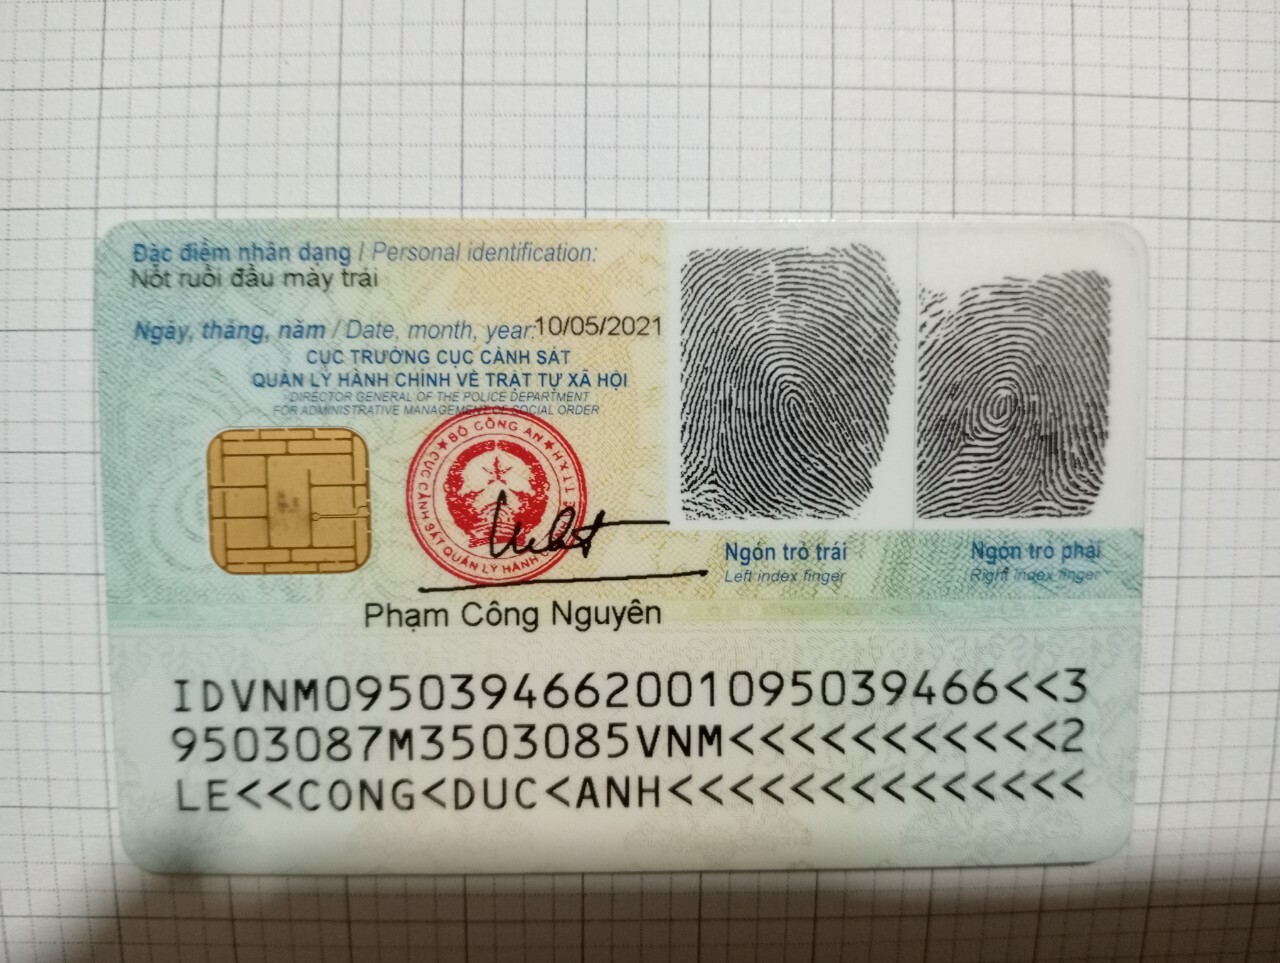 Đặc điểm nhân dạng / Personal identification:
Nốt ruồi đầu mày trái
Ngày, tháng, năm / Date, month, year: 10/05/2021
CỤC TRƯỞNG CỤC CẢNH SÁT
QUẢN LÝ HÀNH CHÍNH VỀ TRẬT TỰ XÃ HỘI
DIRECTOR GENERAL OF THE POLICE DEPARTMENT
FOR ADMINISTRATIVE MANAGEMENT OF SOCIAL ORDER
BỘ CÔNG AN
CỤC CẢNH SÁT QUẢN LÝ HÀNH
Phạm Công Nguyên
Ngón trỏ trái
Left index finger
Ngón trỏ phải
Right index finger
IDVNM0950394662001095039466<<3
9503087M3503085VNM<<<<<<<<<<<2
LE<<CONG<DUC<ANH<<<<<<<<<<<<<<